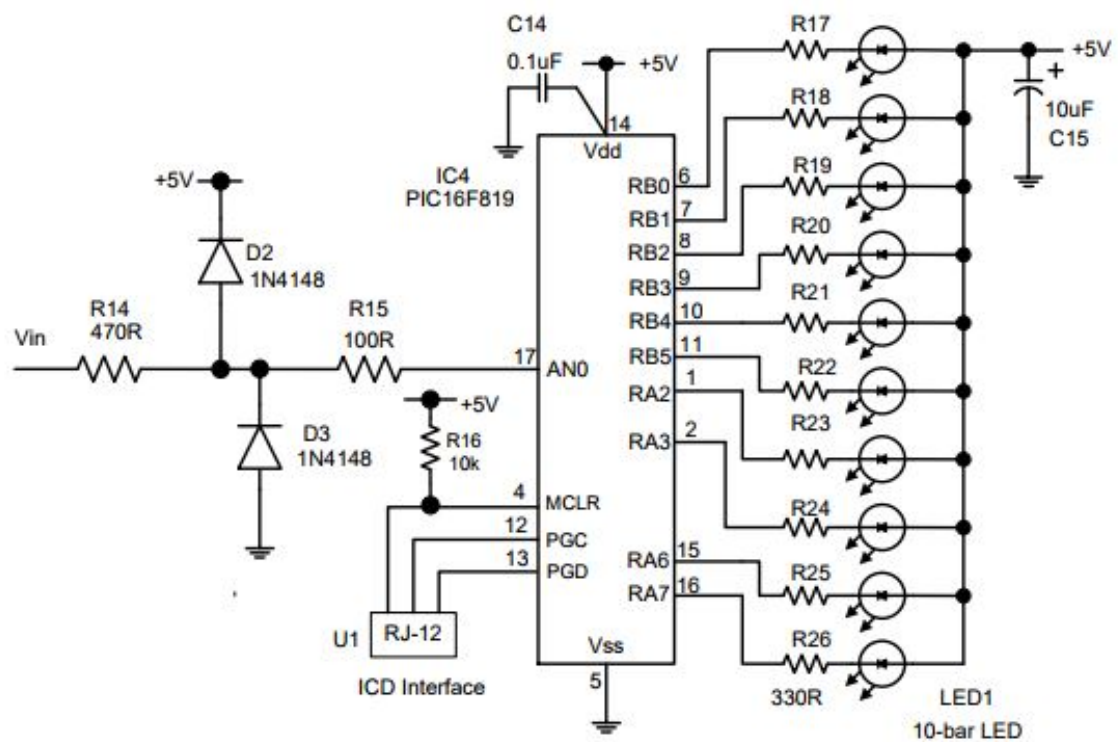 C14
0.1uF
+5V
14
Vdd
IC4
PIC16F819
+5V
D2
1N4148
R14
470R
Vin
R15
100R
17
AN0
D3
1N4148
+5V
R16
10k
4
MCLR
12
PGC
13
PGD
U1
RJ-12
ICD Interface
Vss
5
RB0
6
RB1
7
RB2
8
RB3
9
RB4
10
RB5
11
RA2
1
RA3
2
RA6
15
RA7
16
R17
R18
R19
R20
R21
R22
R23
R24
R25
R26
330R
+5V
+
10uF
C15
LED1
10-bar LED